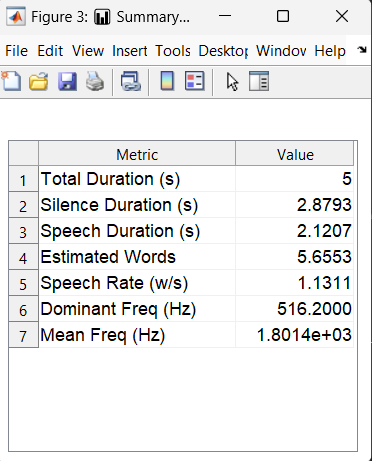 Figure 3: Summary...
File Edit View Insert Tools Desktop Window Help
Metric Value
1 Total Duration (s) 5
2 Silence Duration (s) 2.8793
3 Speech Duration (s) 2.1207
4 Estimated Words 5.6553
5 Speech Rate (w/s) 1.1311
6 Dominant Freq (Hz) 516.2000
7 Mean Freq (Hz) 1.8014e+03